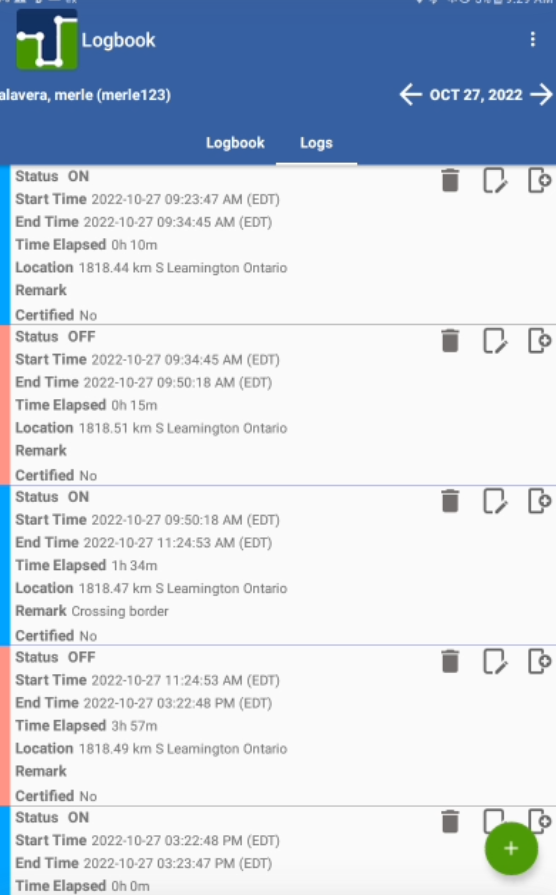 Logbook
alavera, merle (merle123)
OCT 27, 2022
Logbook Logs
Status ON
Start Time 2022-10-27 09:23:47 AM (EDT)
End Time 2022-10-27 09:34:45 AM (EDT)
Time Elapsed 0h 10m
Location 1818.44 km S Leamington Ontario
Remark
Certified No
Status OFF
Start Time 2022-10-27 09:34:45 AM (EDT)
End Time 2022-10-27 09:50:18 AM (EDT)
Time Elapsed 0h 15m
Location 1818.51 km S Leamington Ontario
Remark
Certified No
Status ON
Start Time 2022-10-27 09:50:18 AM (EDT)
End Time 2022-10-27 11:24:53 AM (EDT)
Time Elapsed 1h 34m
Location 1818.47 km S Leamington Ontario
Remark Crossing border
Certified No
Status OFF
Start Time 2022-10-27 11:24:53 AM (EDT)
End Time 2022-10-27 03:22:48 PM (EDT)
Time Elapsed 3h 57m
Location 1818.49 km S Leamington Ontario
Remark
Certified No
Status ON
Start Time 2022-10-27 03:22:48 PM (EDT)
End Time 2022-10-27 03:23:47 PM (EDT)
Time Elapsed 0h 0m